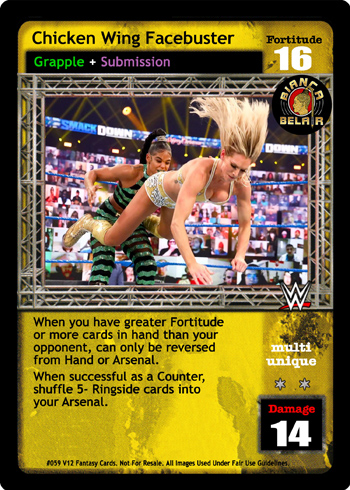 Chicken Wing Facebuster
Fortitude
16
Grapple + Submission
BIANCA
BELAIR
SMACKDOWN
W
When you have greater Fortitude
or more cards in hand than your
opponent, can only be reversed
from Hand or Arsenal.
When successful as a Counter,
shuffle 5- Ringside cards into
your Arsenal.
multi
unique
Damage
14
#059 V12 Fantasy Cards. Not For Resale. All Images Used Under Fair Use Guidelines.